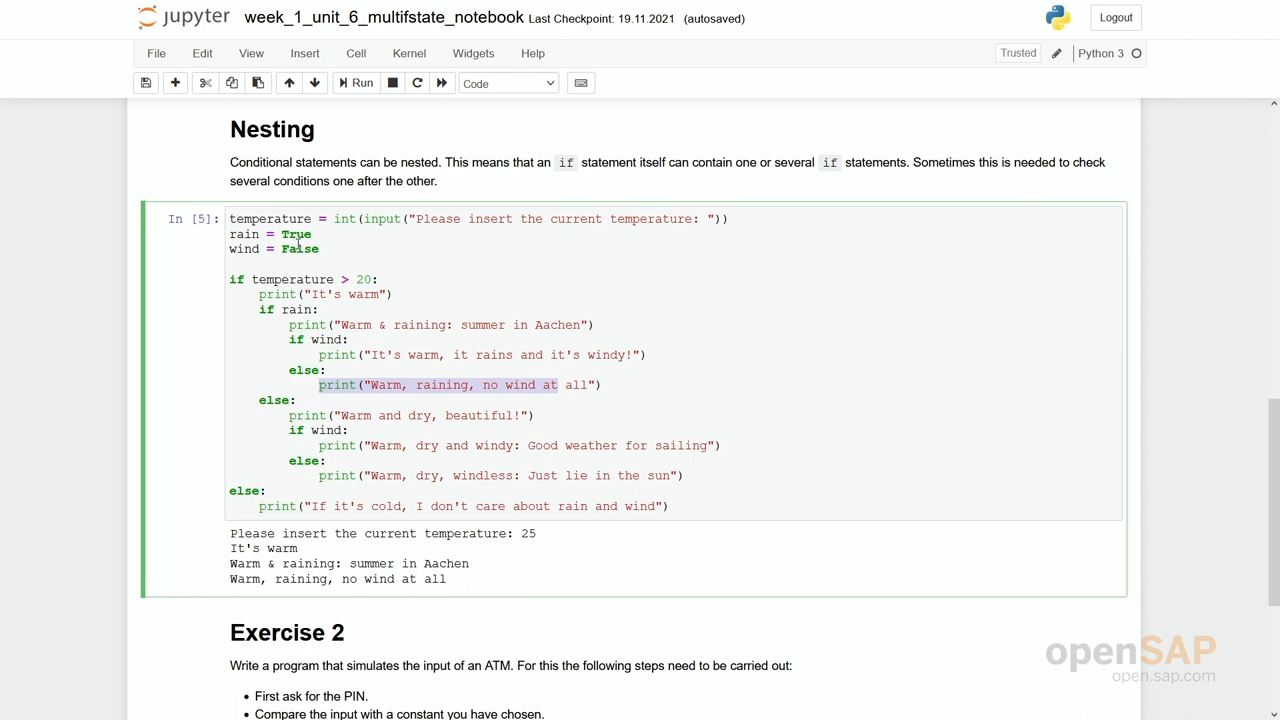 jupyter week_1_unit_6_multifstate_notebook Last Checkpoint: 19.11.2021 (autosaved) Logout
File Edit View Insert Cell Kernel Widgets Help Trusted Python 3
Run Code
Nesting
Conditional statements can be nested. This means that an if statement itself can contain one or several if statements. Sometimes this is needed to check
several conditions one after the other.
In [5]: temperature = int(input("Please insert the current temperature: "))
rain = True
wind = False
if temperature > 20:
    print("It's warm")
    if rain:
        print("Warm & raining: summer in Aachen")
        if wind:
            print("It's warm, it rains and it's windy!")
        else:
            print("Warm, raining, no wind at all")
    else:
        print("Warm and dry, beautiful!")
        if wind:
            print("Warm, dry and windy: Good weather for sailing")
        else:
            print("Warm, dry, windless: Just lie in the sun")
else:
    print("If it's cold, I don't care about rain and wind")
Please insert the current temperature: 25
It's warm
Warm & raining: summer in Aachen
Warm, raining, no wind at all
Exercise 2
Write a program that simulates the input of an ATM. For this the following steps need to be carried out:
• First ask for the PIN.
• Compare the input with a constant you have chosen.
openSAP
open.sap.com